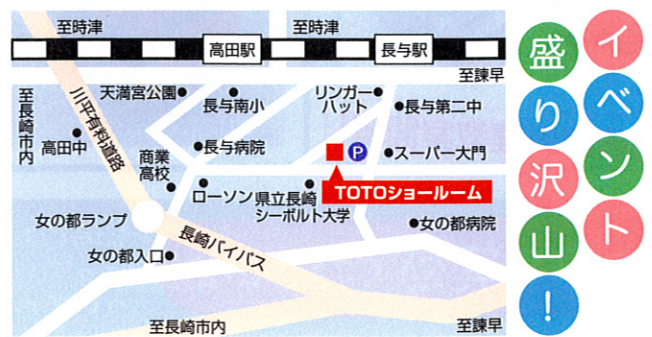 至時津
至時津
高田駅
長与駅
至諫早
天満宮公園
長与南小
リンガー
ハット
長与第二中
至長崎市内
川平有料道路
高田中
長与病院
P
スーパー大門
商業
高校
ローソン
県立長崎
シーボルト大学
TOTOショールーム
女の都ランプ
女の都病院
長崎バイパス
女の都入口
至長崎市内
至諫早
イベント
盛り沢山！